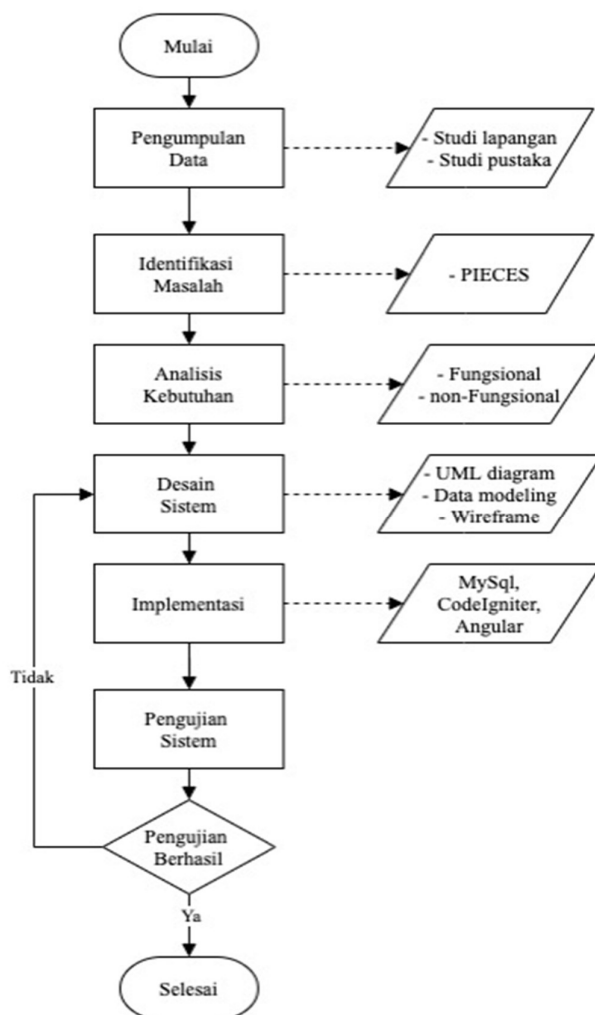 Mulai
Pengumpulan
Data
- Studi lapangan
- Studi pustaka
Identifikasi
Masalah
- PIECES
Analisis
Kebutuhan
- Fungsional
- non-Fungsional
Desain
Sistem
- UML diagram
- Data modeling
- Wireframe
Implementasi
MySql,
CodeIgniter,
Angular
Tidak
Pengujian
Sistem
Pengujian
Berhasil
Ya
Selesai